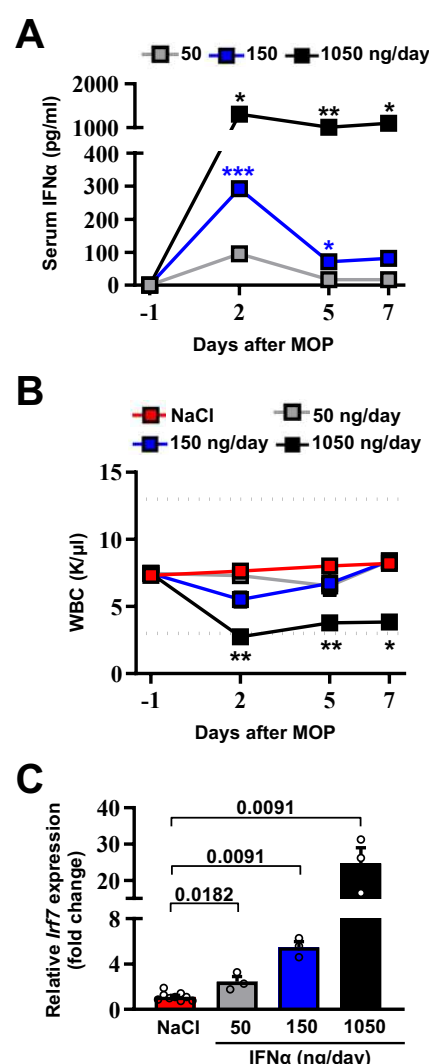 A
50 150 1050 ng/day
Serum IFNα (pg/ml)
2000
1000
400
300
200
100
0
* ** *
***
*
-1 2 5 7
Days after MOP
B
NaCl 50 ng/day
150 ng/day 1050 ng/day
WBC (K/µl)
15
10
5
0
** ** *
-1 2 5 7
Days after MOP
C
Relative Irf7 expression
(fold change)
40
30
20
10
8
4
0
0.0091
0.0091
0.0182
NaCl 50 150 1050
IFNα (ng/day)